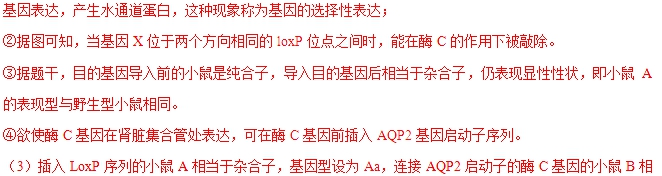 基因表达，产生水通道蛋白，这种现象称为基因的选择性表达；
②据图可知，当基因 X 位于两个方向相同的 loxP 位点之间时，能在酶 C 的作用下被敲除。
③据题干，目的基因导入前的小鼠是纯合子，导入目的基因后相当于杂合子，仍表现显性性状，即小鼠 A
的表现型与野生型小鼠相同。
④欲使酶 C 基因在肾脏集合管处表达，可在酶 C 基因前插入 AQP2 基因启动子序列。
（3）插入 LoxP 序列的小鼠 A 相当于杂合子，基因型设为 Aa，连接 AQP2 启动子的酶 C 基因的小鼠 B 相